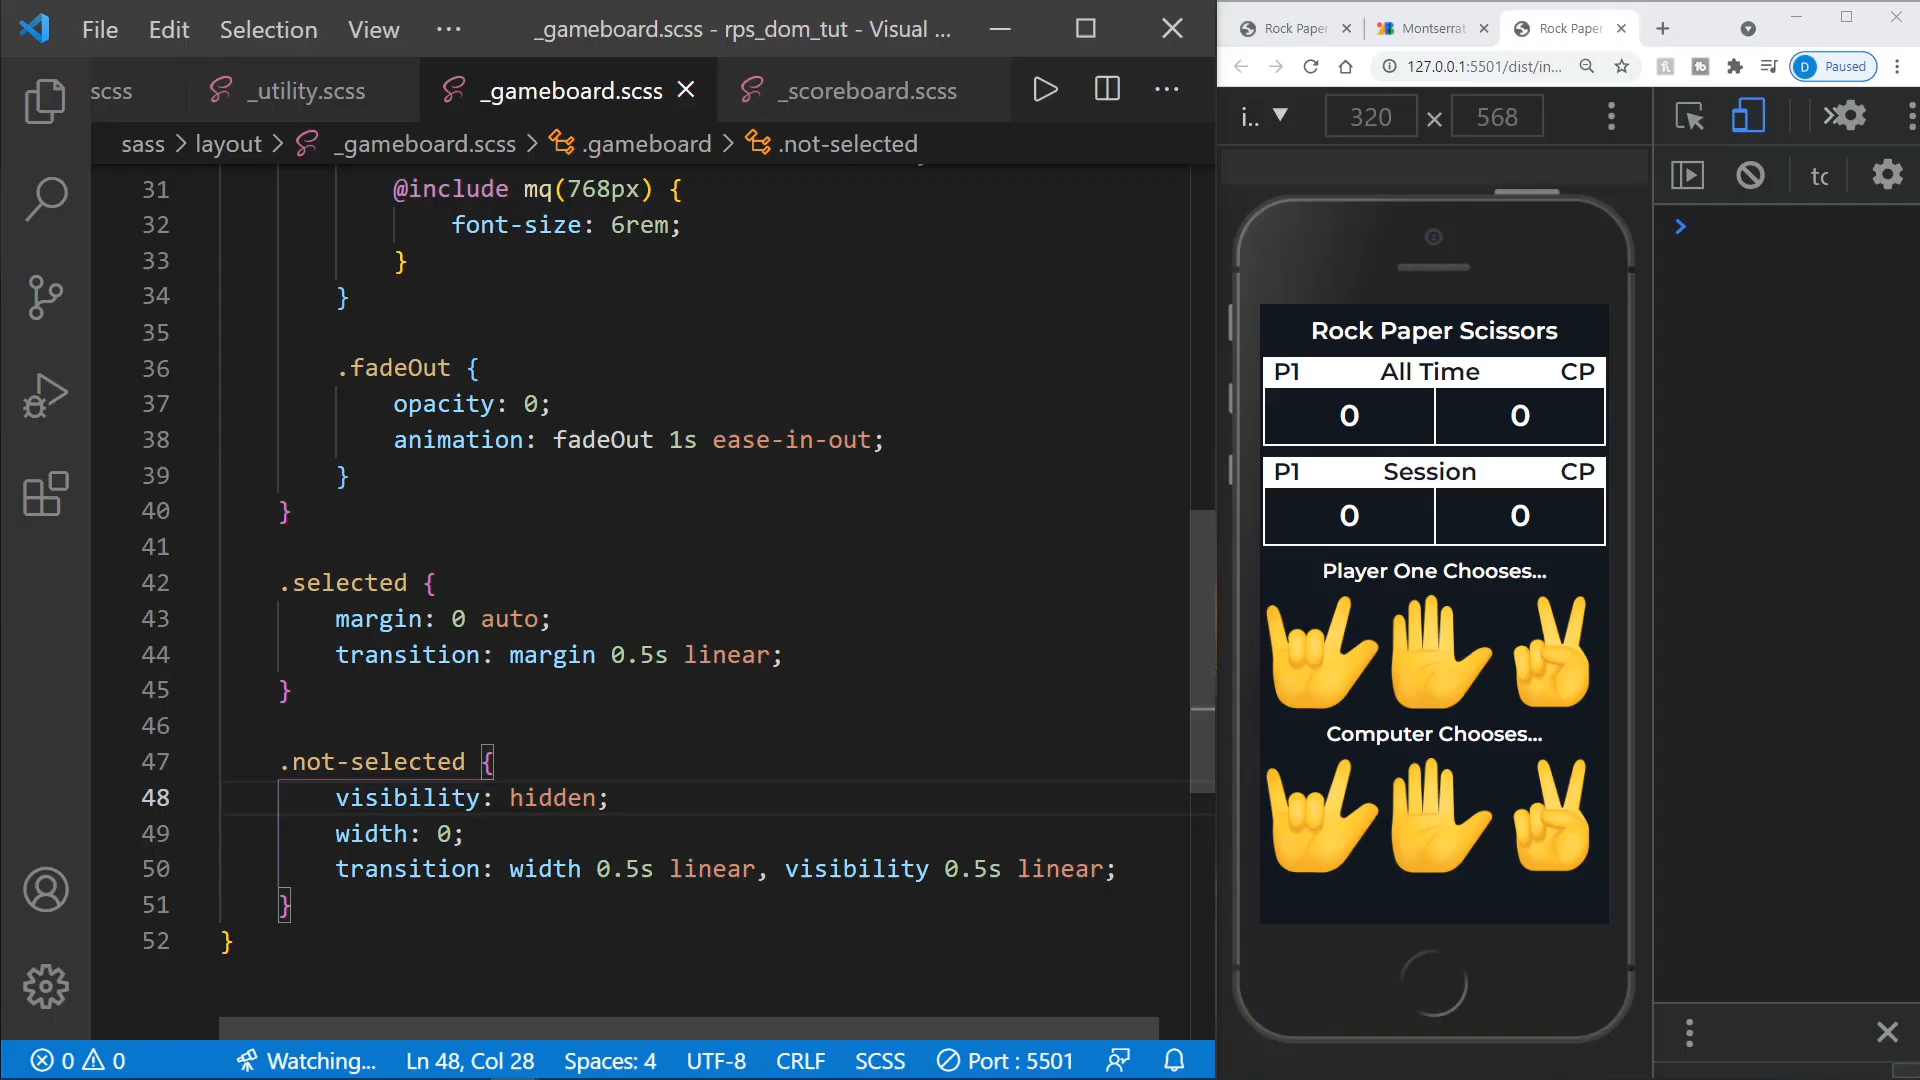 File Edit Selection View ··· _gameboard.scss - rps_dom_tut - Visual ...
scss _utility.scss _gameboard.scss _scoreboard.scss
sass > layout > _gameboard.scss > .gameboard > .not-selected
31 @include mq(768px) {
32 font-size: 6rem;
33 }
34 }
35
36 .fadeOut {
37 opacity: 0;
38 animation: fadeOut 1s ease-in-out;
39 }
40 }
41
42 .selected {
43 margin: 0 auto;
44 transition: margin 0.5s linear;
45 }
46
47 .not-selected {
48 visibility: hidden;
49 width: 0;
50 transition: width 0.5s linear, visibility 0.5s linear;
51 }
52 }
0 0 Watching... Ln 48, Col 28 Spaces: 4 UTF-8 CRLF SCSS Port : 5501
Rock Paper Montserrat Rock Paper
127.0.0.1:5501/dist/in... D Paused
i.. 320 × 568
tc
Rock Paper Scissors
P1 All Time CP
0 0
P1 Session CP
0 0
Player One Chooses...
Computer Chooses...